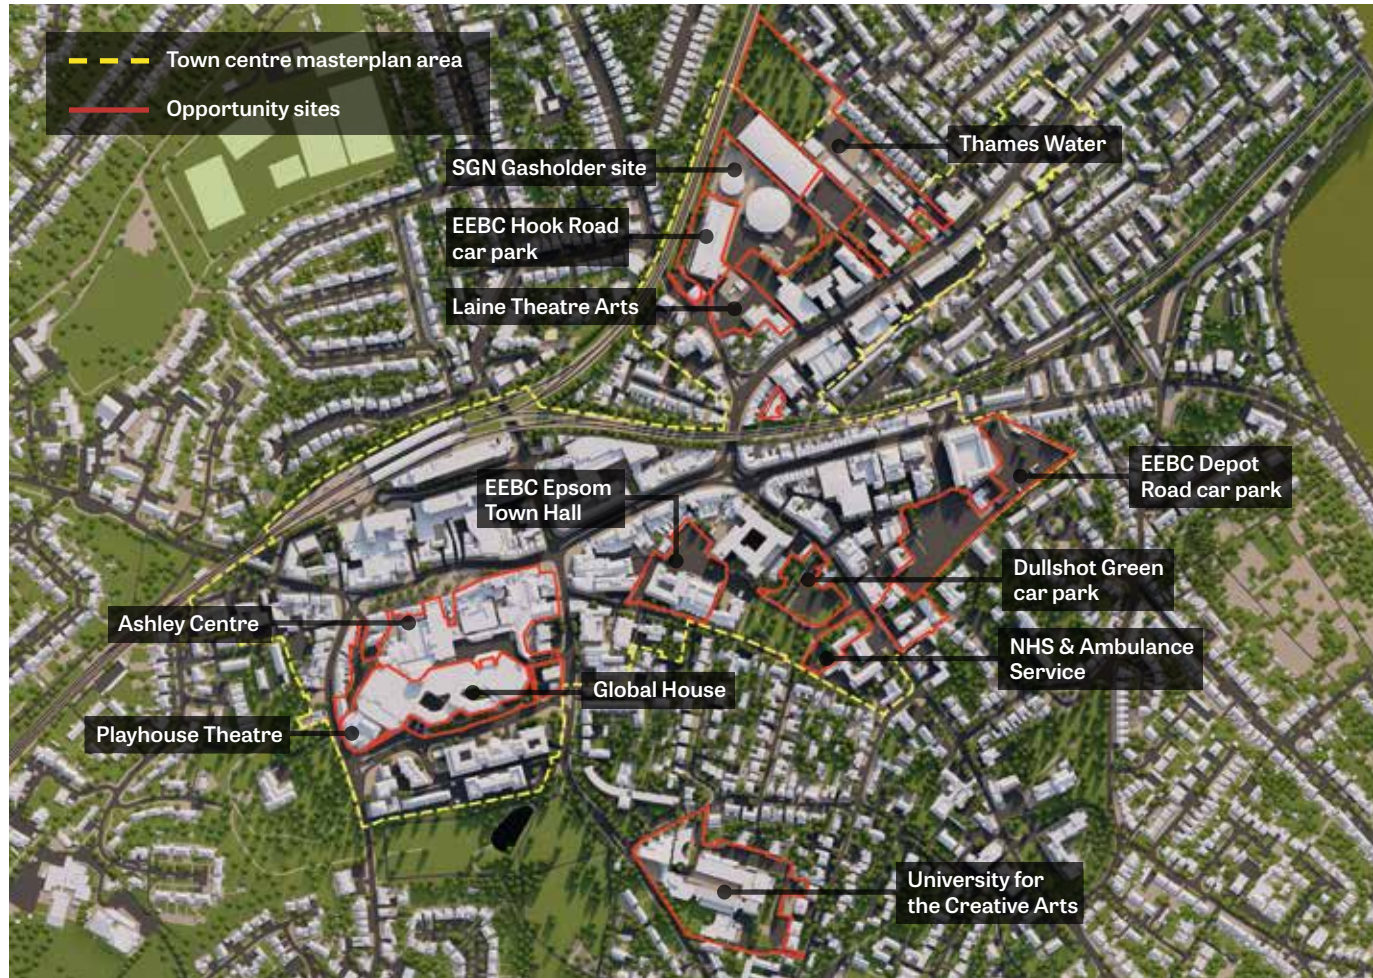 Town centre masterplan area
Opportunity sites
Thames Water
SGN Gasholder site
EEBC Hook Road
car park
Laine Theatre Arts
EEBC Epsom
Town Hall
EEBC Depot
Road car park
Dullshot Green
car park
Ashley Centre
NHS & Ambulance
Service
Global House
Playhouse Theatre
University for
the Creative Arts